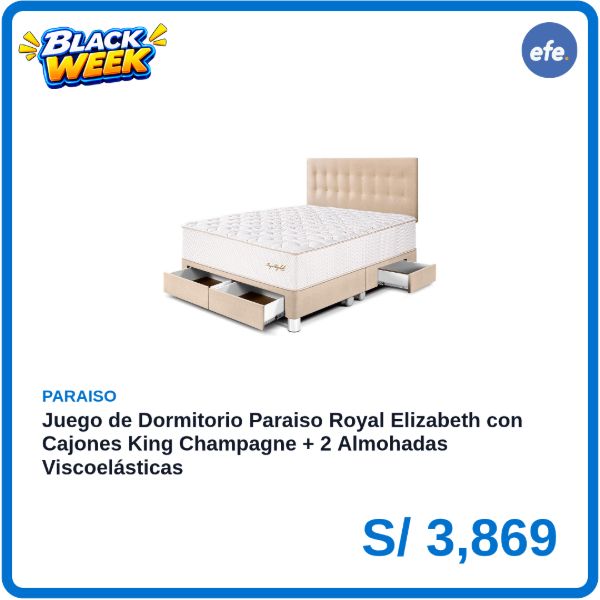 BLACK
WEEK
efe.
PARAISO
Juego de Dormitorio Paraiso Royal Elizabeth con
Cajones King Champagne + 2 Almohadas
Viscoelásticas
S/ 3,869